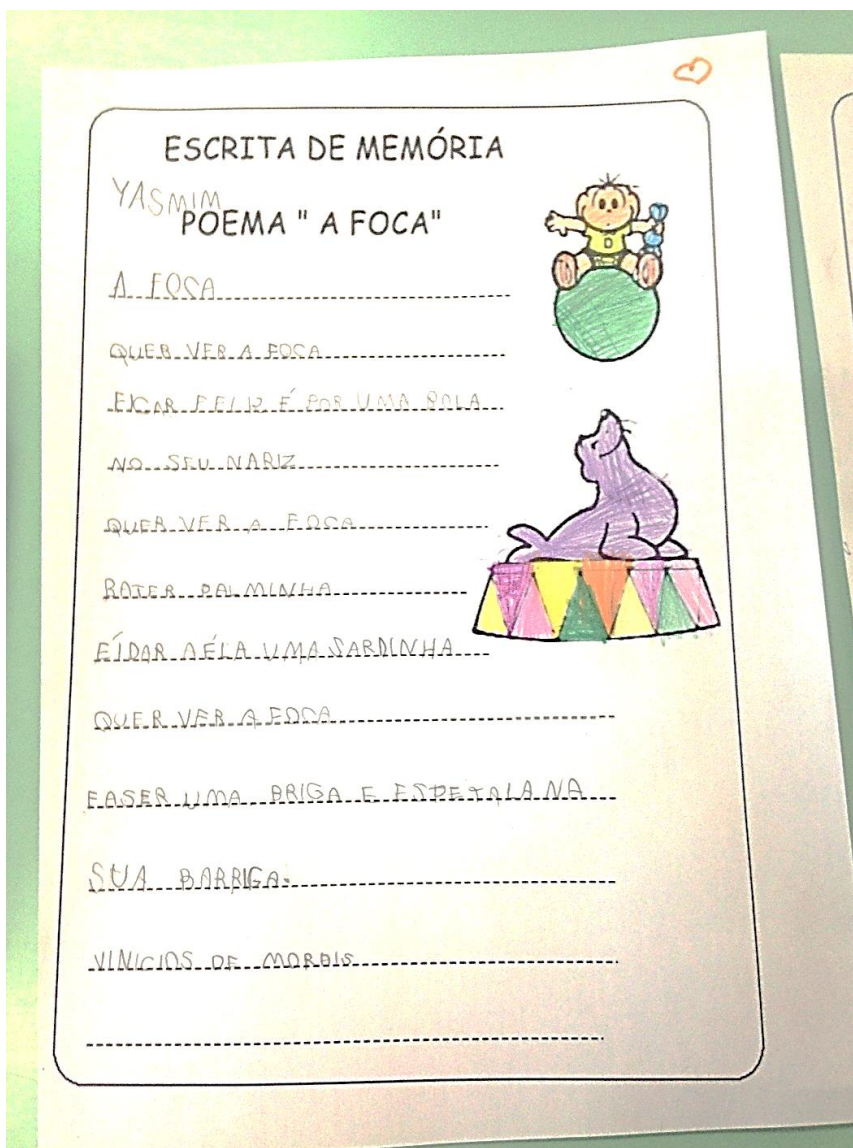 ESCRITA DE MEMÓRIA
YASMIM
POEMA " A FOCA"
A FOCA
QUER VER A FOCA
FICAR FELIZ É POR UMA BOLA
NO SEU NARIZ
QUER VER A FOCA
BATER PALMINHA
EÍDAR AÉLA UMA SARDINHA
QUER VER A FOCA
FASER UMA BRIGA E ESPETALA NA
SUA BARRIGA.
VINICIOS DE MORAIS
D